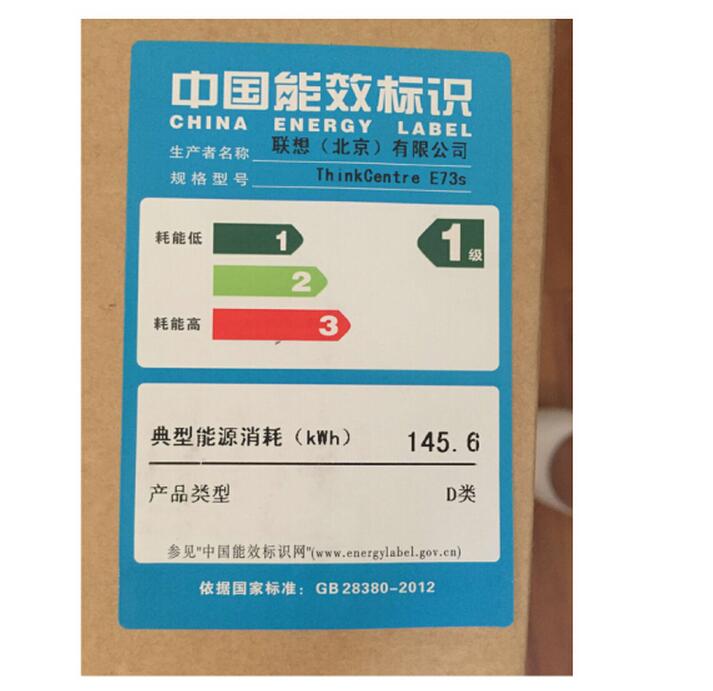 中国能效标识
CHINA ENERGY LABEL
生产者名称 联想（北京）有限公司
规格型号 ThinkCentre E73s
耗能低 1 1级
2
耗能高 3
典型能源消耗（kWh） 145.6
产品类型 D类
参见"中国能效标识网"(www.energylabel.gov.cn)
依据国家标准：GB 28380-2012